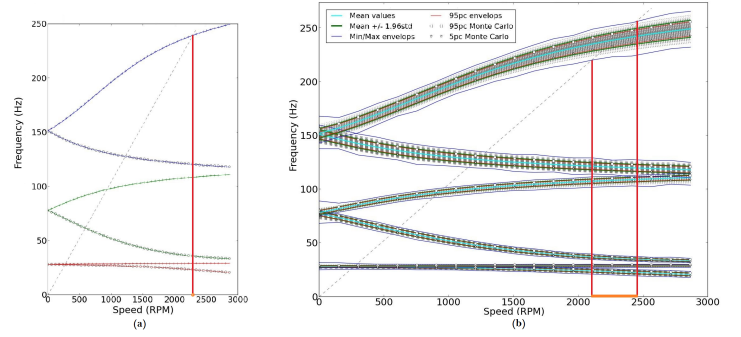 250
200
150
100
50
0
Frequency (Hz)
0 500 1000 1500 2000 2500 3000
Speed (RPM)
(a)
Mean values
Mean +/- 1.96std
Min/Max envelops
95pc envelops
95pc Monte Carlo
5pc Monte Carlo
250
200
150
100
50
0
Frequency (Hz)
0 500 1000 1500 2000 2500 3000
Speed (RPM)
(b)